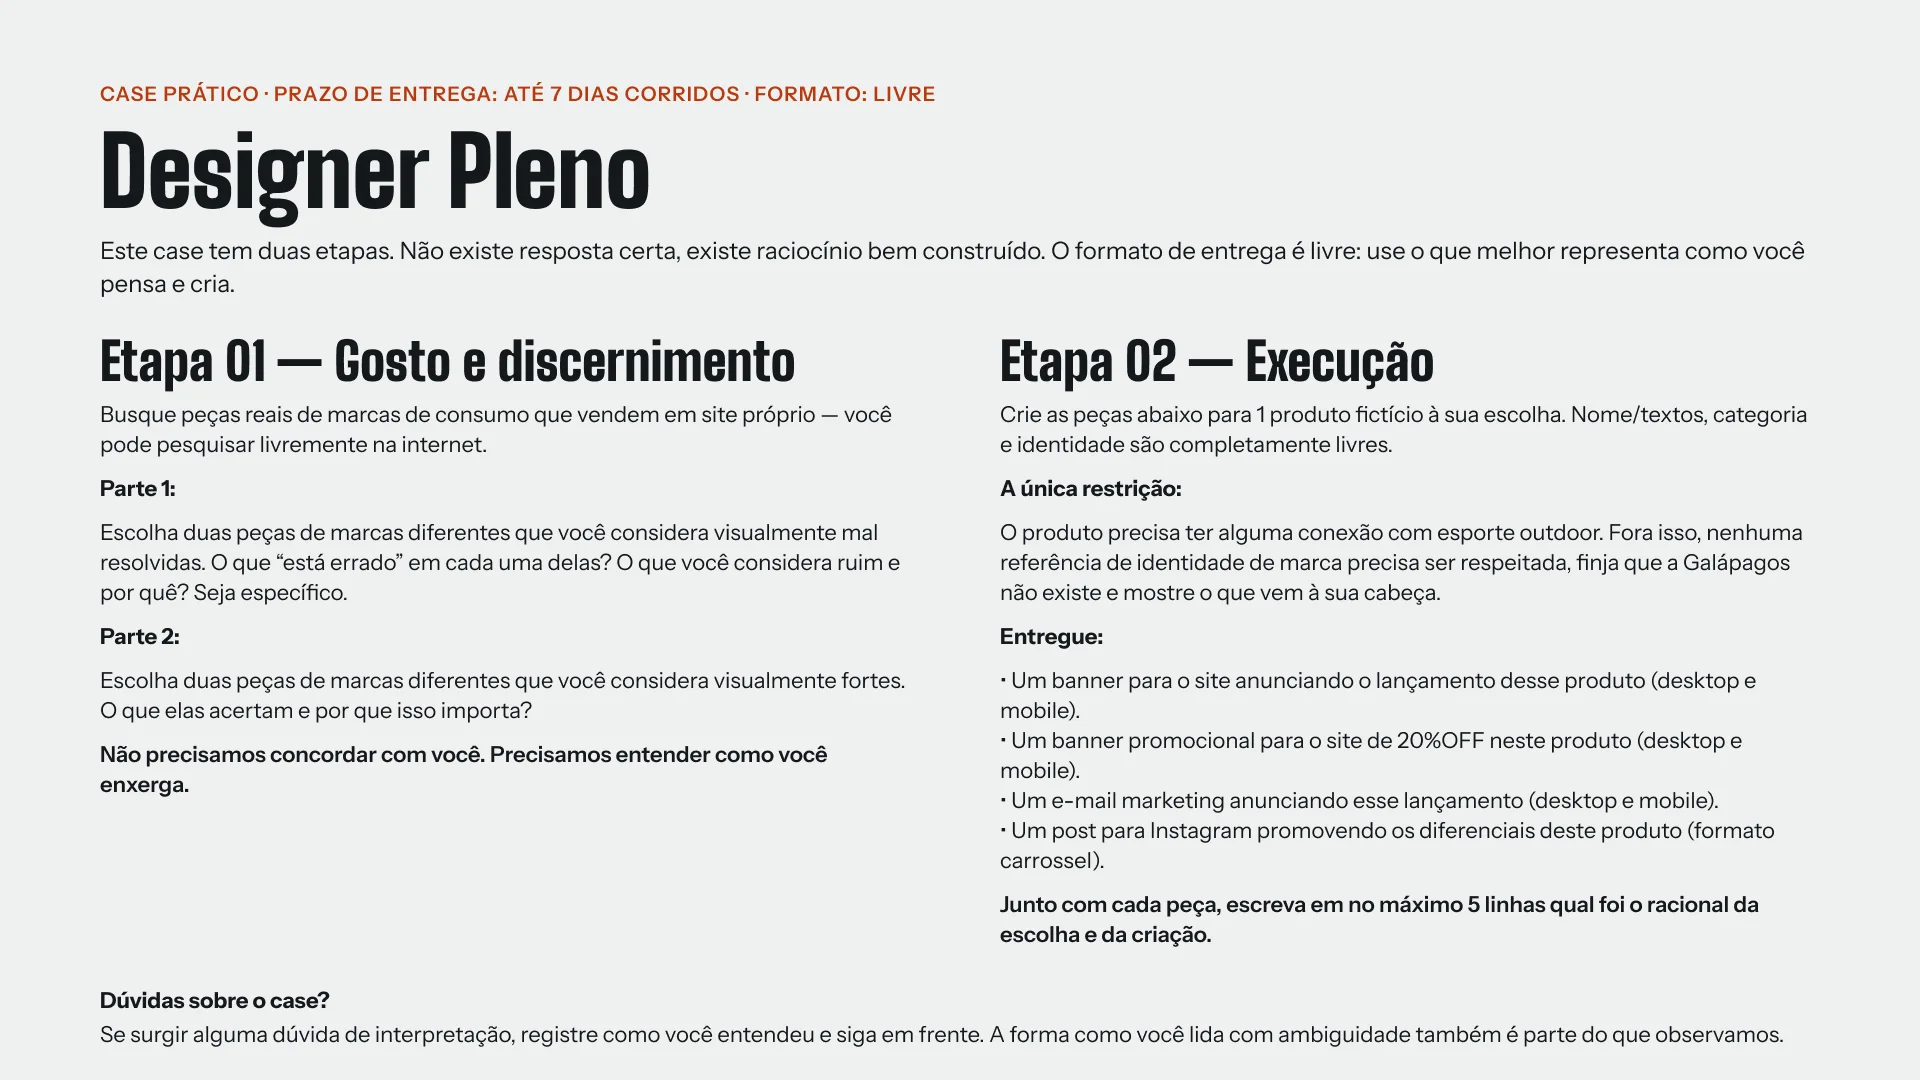 CASE PRÁTICO · PRAZO DE ENTREGA: ATÉ 7 DIAS CORRIDOS · FORMATO: LIVRE
Designer Pleno
Este case tem duas etapas. Não existe resposta certa, existe raciocínio bem construído. O formato de entrega é livre: use o que melhor representa como você
pensa e cria.
Etapa 01 — Gosto e discernimento
Busque peças reais de marcas de consumo que vendem em site próprio — você
pode pesquisar livremente na internet.
Parte 1:
Escolha duas peças de marcas diferentes que você considera visualmente mal
resolvidas. O que “está errado” em cada uma delas? O que você considera ruim e
por quê? Seja específico.
Parte 2:
Escolha duas peças de marcas diferentes que você considera visualmente fortes.
O que elas acertam e por que isso importa?
Não precisamos concordar com você. Precisamos entender como você
enxerga.
Etapa 02 — Execução
Crie as peças abaixo para 1 produto fictício à sua escolha. Nome/textos, categoria
e identidade são completamente livres.
A única restrição:
O produto precisa ter alguma conexão com esporte outdoor. Fora isso, nenhuma
referência de identidade de marca precisa ser respeitada, finja que a Galápagos
não existe e mostre o que vem à sua cabeça.
Entregue:
· Um banner para o site anunciando o lançamento desse produto (desktop e
mobile).
· Um banner promocional para o site de 20%OFF neste produto (desktop e
mobile).
· Um e-mail marketing anunciando esse lançamento (desktop e mobile).
· Um post para Instagram promovendo os diferenciais deste produto (formato
carrossel).
Junto com cada peça, escreva em no máximo 5 linhas qual foi o racional da
escolha e da criação.
Dúvidas sobre o case?
Se surgir alguma dúvida de interpretação, registre como você entendeu e siga em frente. A forma como você lida com ambiguidade também é parte do que observamos.